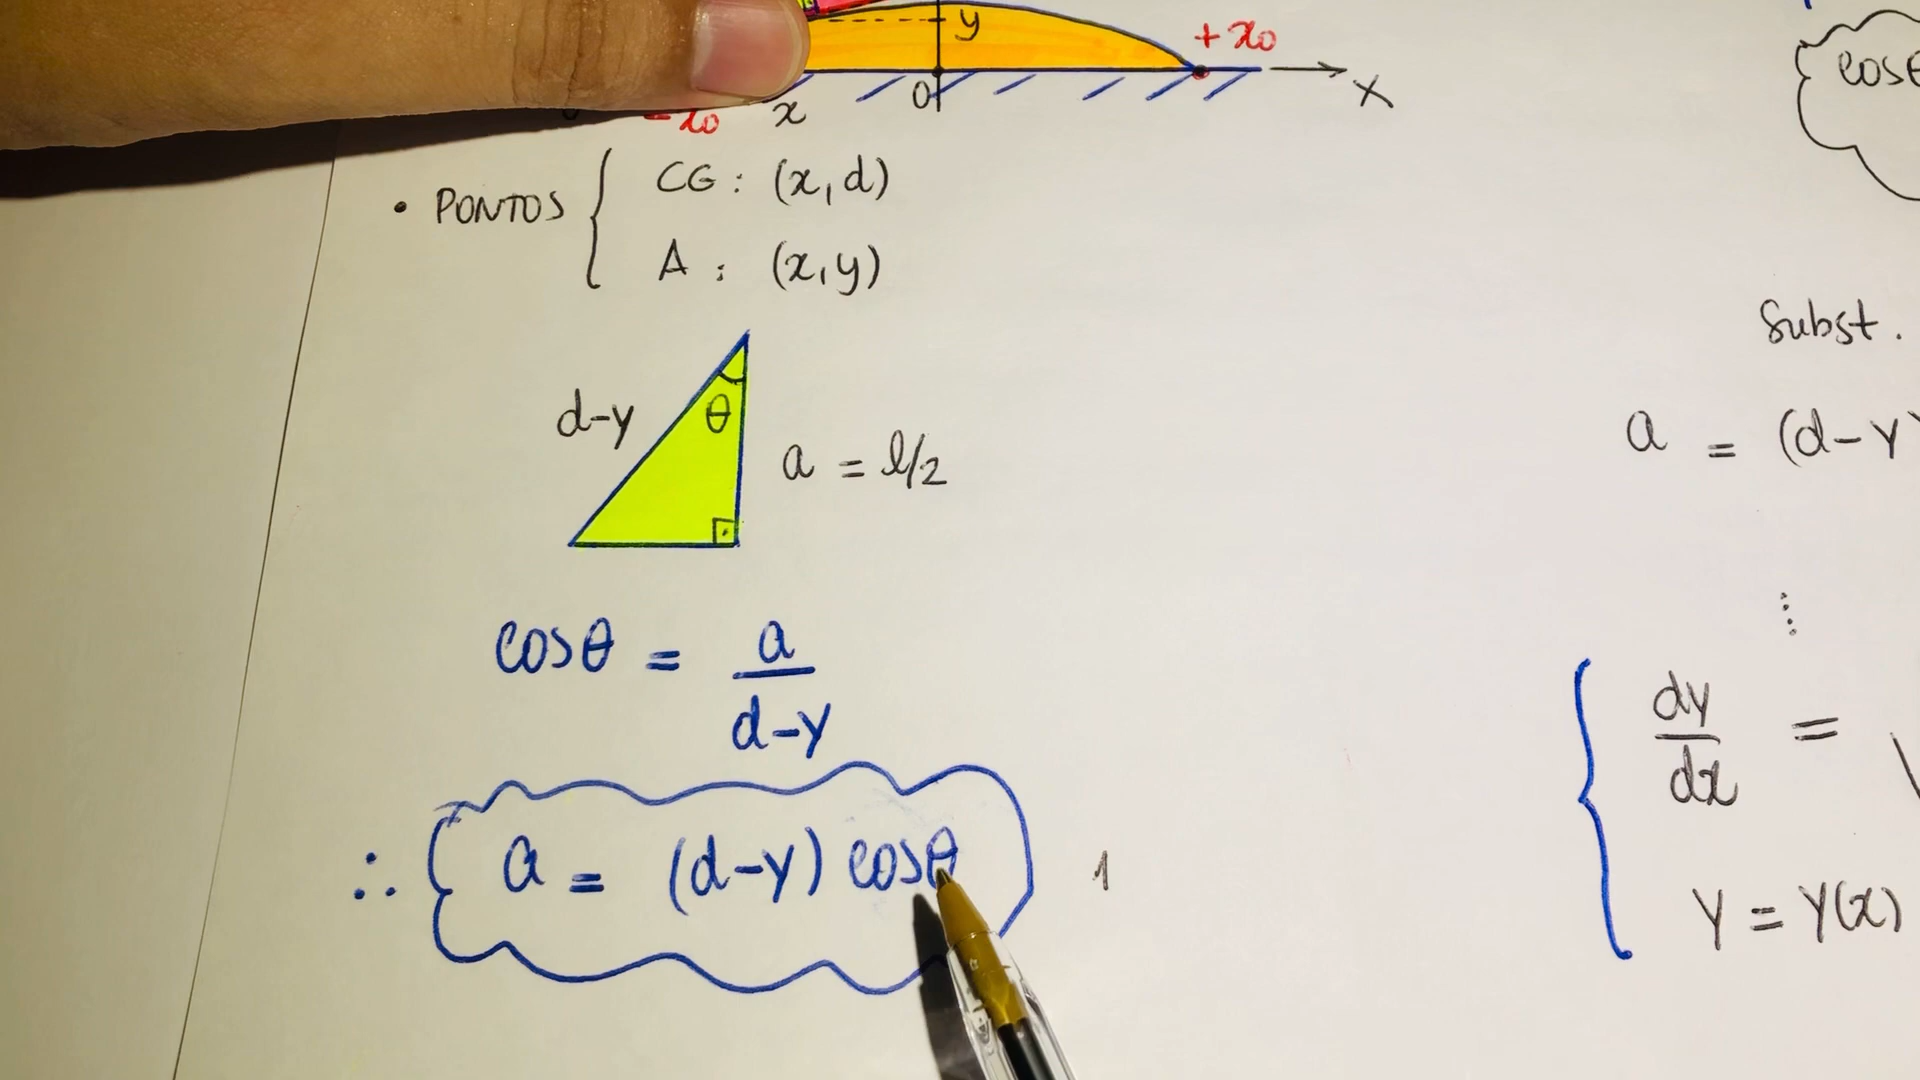 y
+x₀
0
X
-x₀
x
• PONTOS { CG : (x,d)
A : (x,y)
d-y
θ
a = l/2
cosθ = a/(d-y)
∴ a = (d-y) cosθ
1
cosθ
Subst.
a = (d-y)
⋮
dy/dx =
Y = Y(x)